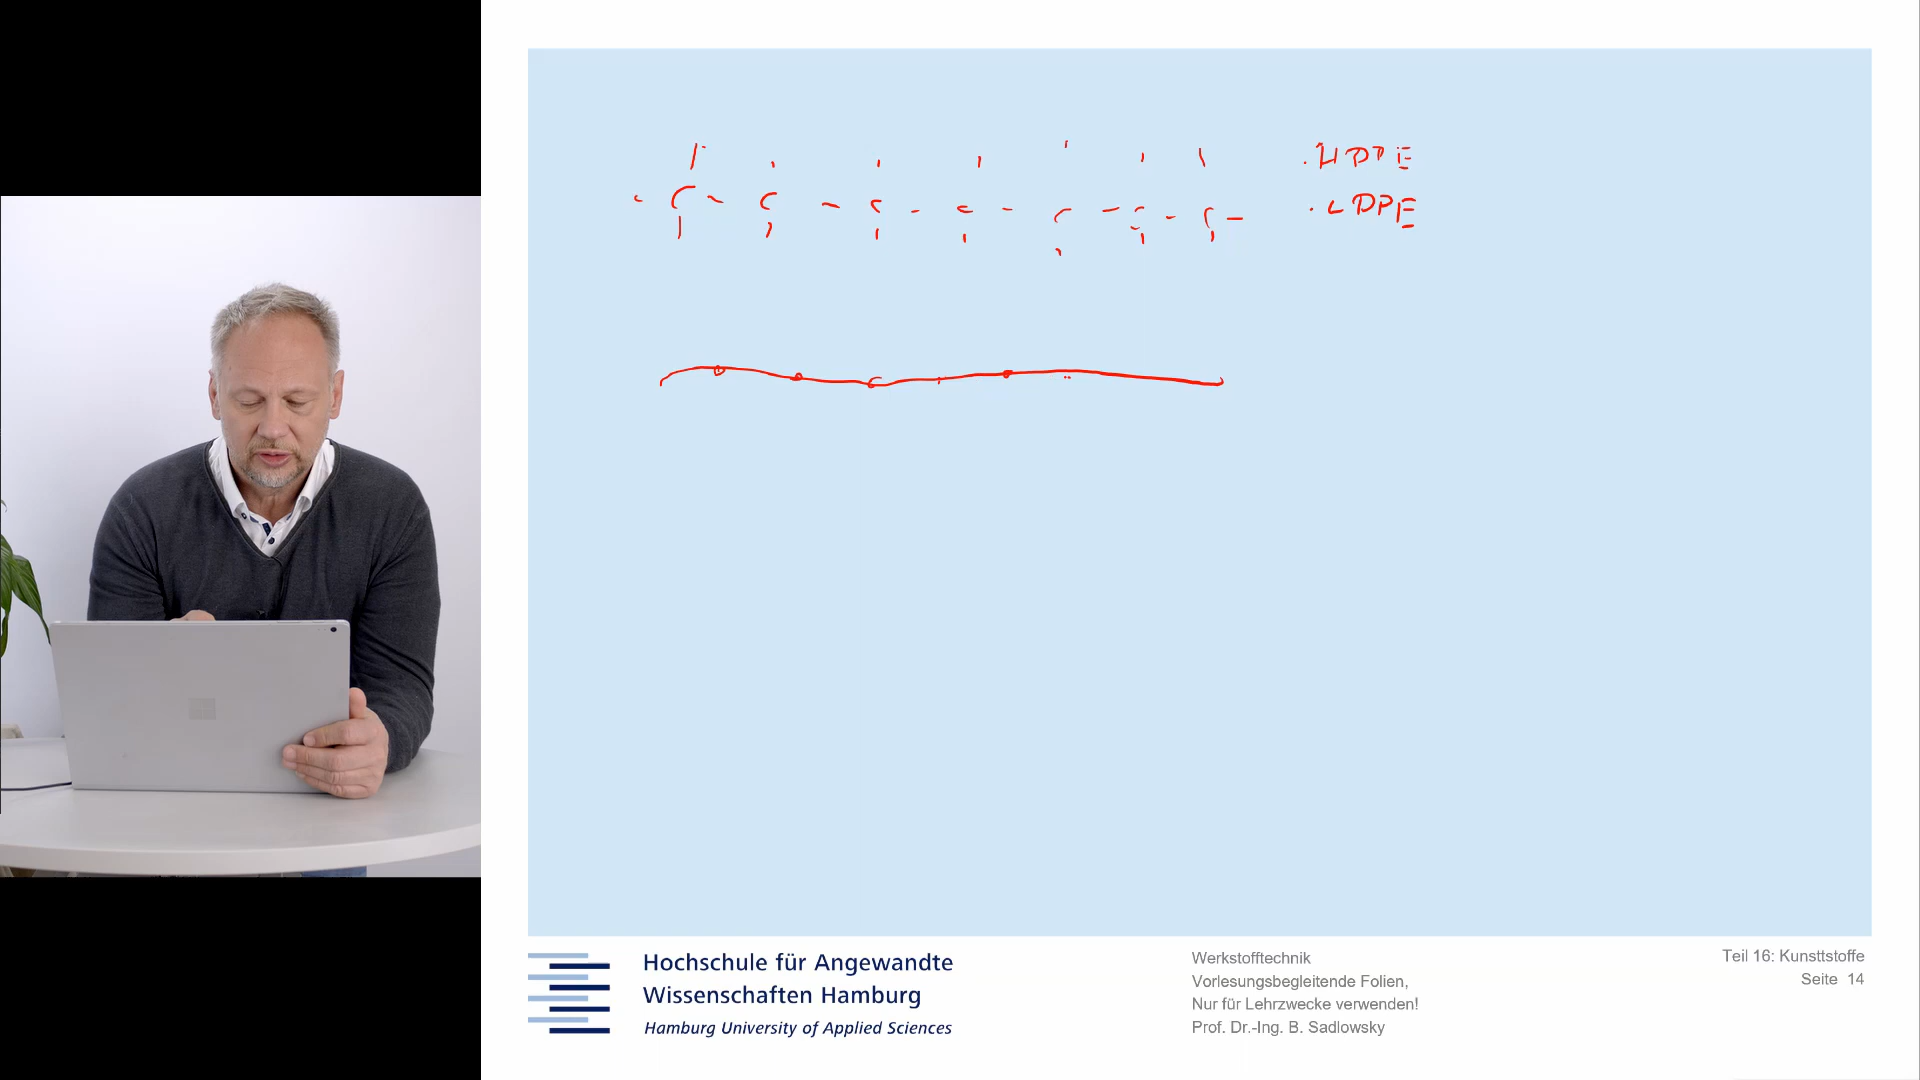 . HDPE
- C - C - C - C - C - C - C -
. LDPE
Hochschule für Angewandte
Wissenschaften Hamburg
Hamburg University of Applied Sciences
Werkstofftechnik
Vorlesungsbegleitende Folien,
Nur für Lehrzwecke verwenden!
Prof. Dr.-Ing. B. Sadlowsky
Teil 16: Kunsttstoffe
Seite 14